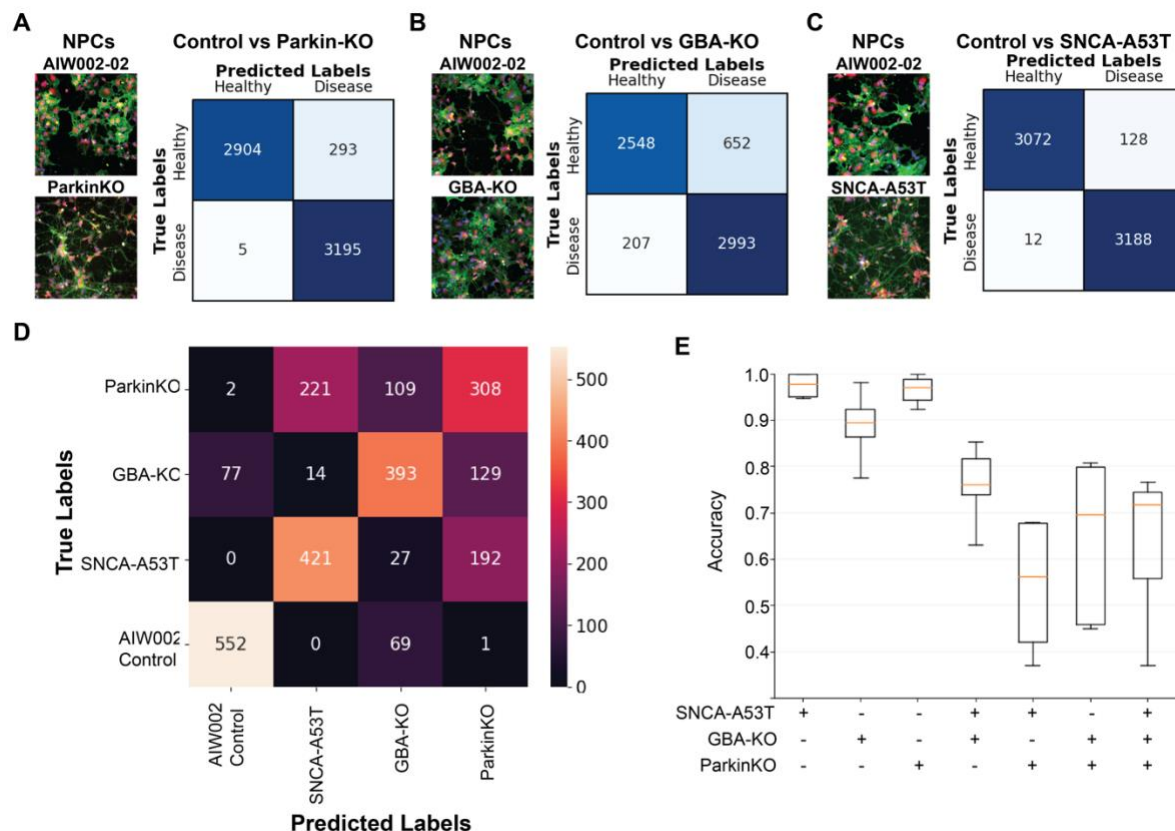 A
NPCs
AIW002-02
ParkinKO
Control vs Parkin-KO
Predicted Labels
Healthy Disease
True Labels
Healthy
Disease
2904 293
5 3195
B
NPCs
AIW002-02
GBA-KO
Control vs GBA-KO
Predicted Labels
Healthy Disease
True Labels
Healthy
Disease
2548 652
207 2993
C
NPCs
AIW002-02
SNCA-A53T
Control vs SNCA-A53T
Predicted Labels
Healthy Disease
True Labels
Healthy
Disease
3072 128
12 3188
D
True Labels
ParkinKO 2 221 109 308
GBA-KO 77 14 393 129
SNCA-A53T 0 421 27 192
AIW002
Control
552 0 69 1
500
400
300
200
100
0
AIW002
Control
SNCA-A53T
GBA-KO
ParkinKO
Predicted Labels
E
Accuracy
1.0
0.9
0.8
0.7
0.6
0.5
0.4
SNCA-A53T + - - + + - +
GBA-KO - + - + - + +
ParkinKO - - + - + + +